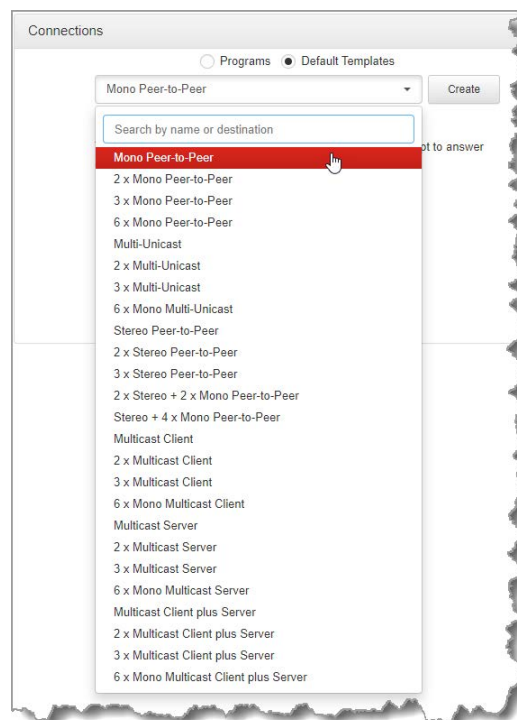 Connections
Programs Default Templates
Mono Peer-to-Peer Create
Search by name or destination
to answer
Mono Peer-to-Peer
2 x Mono Peer-to-Peer
3 x Mono Peer-to-Peer
6 x Mono Peer-to-Peer
Multi-Unicast
2 x Multi-Unicast
3 x Multi-Unicast
6 x Mono Multi-Unicast
Stereo Peer-to-Peer
2 x Stereo Peer-to-Peer
3 x Stereo Peer-to-Peer
2 x Stereo + 2 x Mono Peer-to-Peer
Stereo + 4 x Mono Peer-to-Peer
Multicast Client
2 x Multicast Client
3 x Multicast Client
6 x Mono Multicast Client
Multicast Server
2 x Multicast Server
3 x Multicast Server
6 x Mono Multicast Server
Multicast Client plus Server
2 x Multicast Client plus Server
3 x Multicast Client plus Server
6 x Mono Multicast Client plus Server